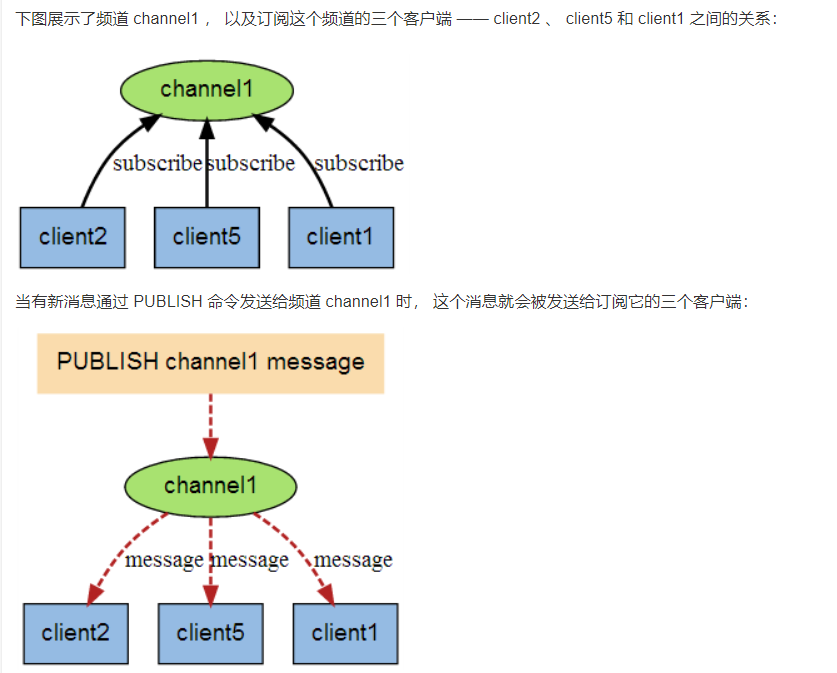 下图展示了频道 channel1 ， 以及订阅这个频道的三个客户端 —— client2 、 client5 和 client1 之间的关系：
channel1
subscribe subscribe subscribe
client2 client5 client1
当有新消息通过 PUBLISH 命令发送给频道 channel1 时， 这个消息就会被发送给订阅它的三个客户端：
PUBLISH channel1 message
channel1
message message message
client2 client5 client1